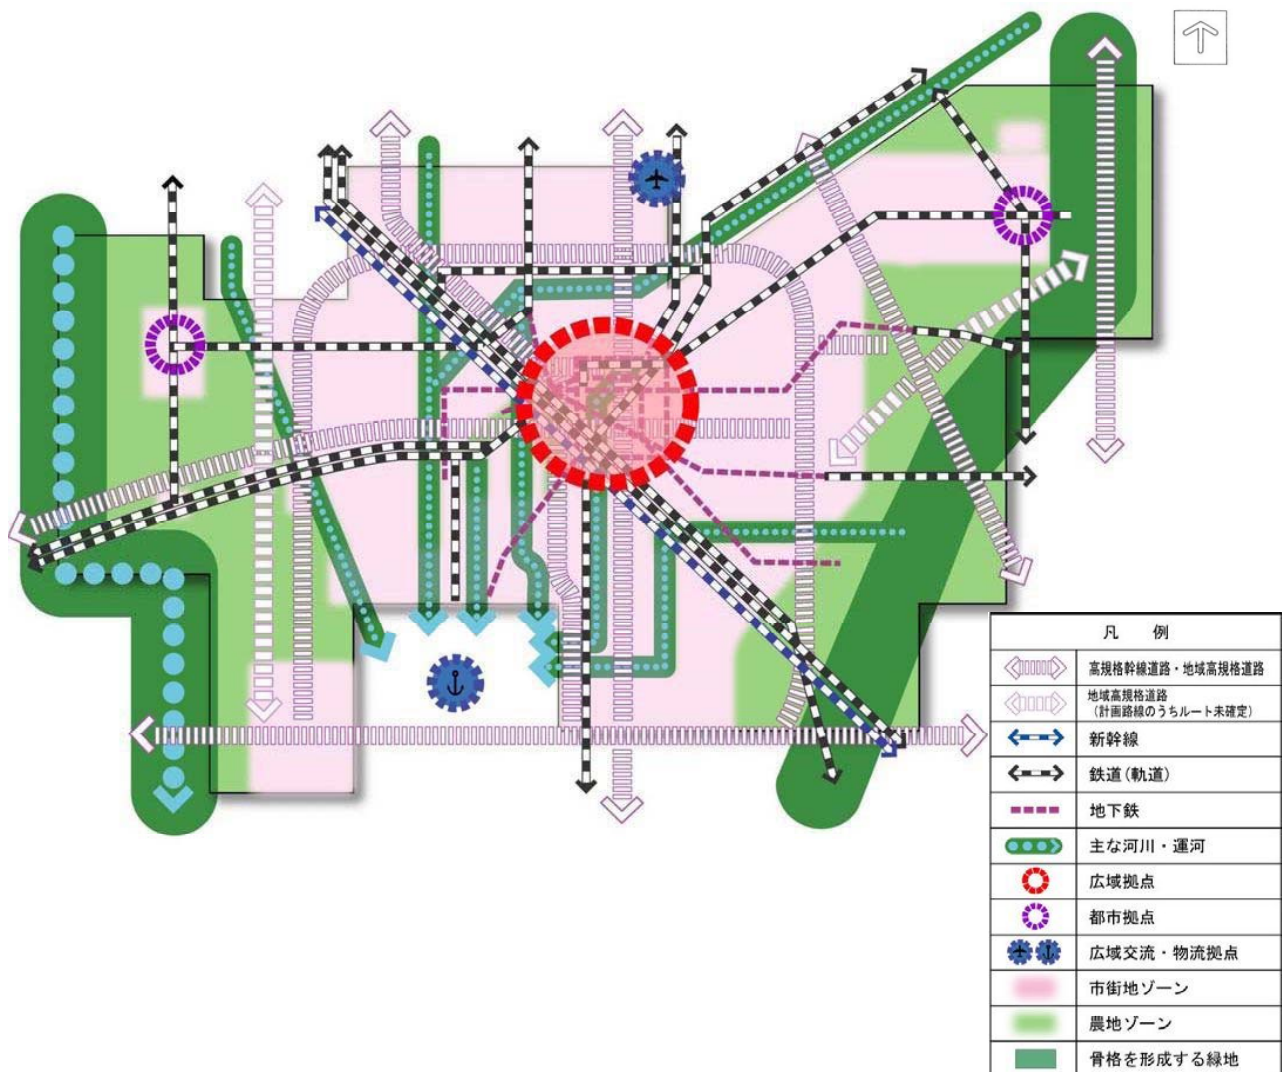 凡 例
高規格幹線道路・地域高規格道路
地域高規格道路
(計画路線のうちルート未確定)
新幹線
鉄道(軌道)
地下鉄
主な河川・運河
広域拠点
都市拠点
広域交流・物流拠点
市街地ゾーン
農地ゾーン
骨格を形成する緑地